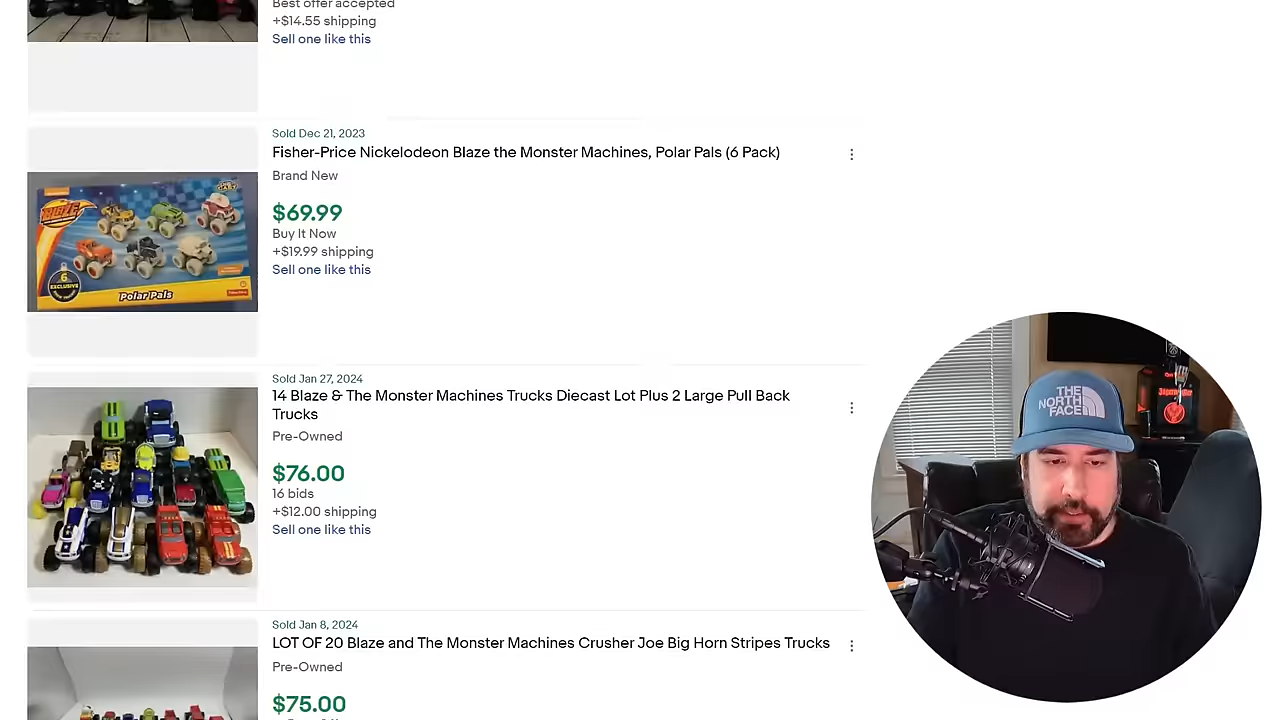 Best offer accepted
+$14.55 shipping
Sell one like this
Sold Dec 21, 2023
Fisher-Price Nickelodeon Blaze the Monster Machines, Polar Pals (6 Pack)
Brand New
$69.99
Buy It Now
+$19.99 shipping
Sell one like this
BLAZE
6
EXCLUSIVE
Polar Pals
Sold Jan 27, 2024
14 Blaze & The Monster Machines Trucks Diecast Lot Plus 2 Large Pull Back
Trucks
Pre-Owned
$76.00
16 bids
+$12.00 shipping
Sell one like this
THE
NORTH
FACE
Sold Jan 8, 2024
LOT OF 20 Blaze and The Monster Machines Crusher Joe Big Horn Stripes Trucks
Pre-Owned
$75.00